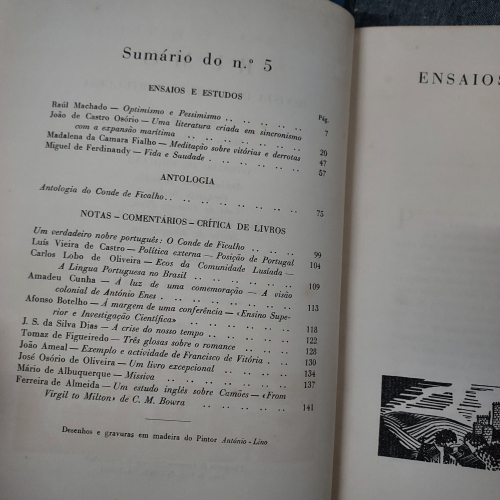 Sumário do n.º 5
ENSAIOS E ESTUDOS
Pág.
Raúl Machado — Optimismo e Pessimismo .. .. .. .. .. 7
João de Castro Osório — Uma literatura criada em sincronismo
com a expansão marítima .. .. .. .. .. .. .. 20
Madalena da Camara Fialho — Meditação sobre vitórias e derrotas 47
Miguel de Ferdinandy — Vida e Saudade .. .. .. .. .. .. 57
ANTOLOGIA
Antologia do Conde de Ficalho .. .. .. .. .. .. .. 75
NOTAS — COMENTÁRIOS — CRÍTICA DE LIVROS
Um verdadeiro nobre português: O Conde de Ficalho .. .. .. 99
Luís Vieira de Castro — Política externa — Posição de Portugal 104
Carlos Lobo de Oliveira — Ecos da Comunidade Lusíada —
A Língua Portuguesa no Brasil .. .. .. .. .. .. 109
Amadeu Cunha — À luz de uma comemoração — A visão
colonial de António Enes .. .. .. .. .. .. .. 113
Afonso Botelho — À margem de uma conferência — «Ensino Supe-
rior e Investigação Científica» .. .. .. .. .. .. 118
J. S. da Silva Dias — A crise do nosso tempo .. .. .. .. 122
Tomaz de Figueiredo — Três glosas sobre o romance .. .. .. 128
João Ameal — Exemplo e actividade de Francisco de Vitória .. 130
José Osório de Oliveira — Um livro excepcional .. .. .. .. 134
Mário de Albuquerque — Missiva .. .. .. .. .. .. .. 137
Ferreira de Almeida — Um estudo inglês sobre Camões — «From
Virgil to Milton» de C. M. Bowra .. .. .. .. .. 141
Desenhos e gravuras em madeira do Pintor António-Lino
ENSAIOS